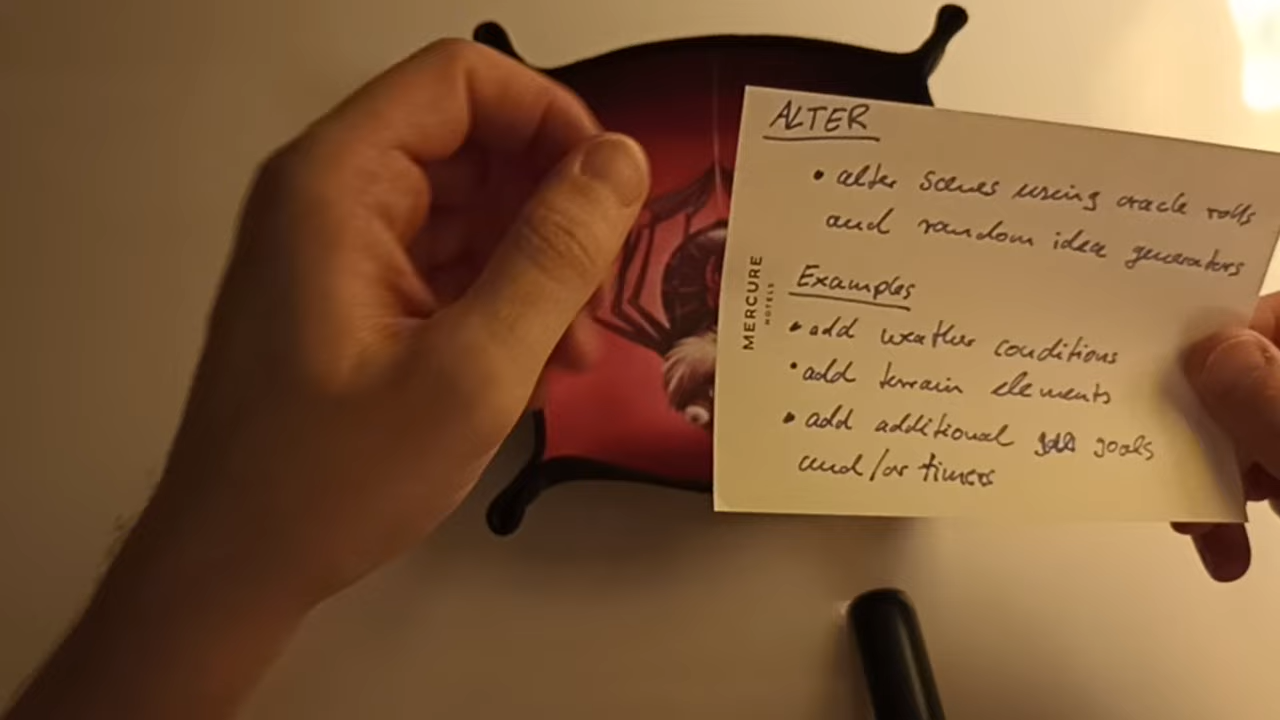 ALTER
• alter scenes using oracle rolls
and random idea generators
MERCURE
HOTELS
Examples
• add weather conditions
• add terrain elements
• add additional goals
and/or timers